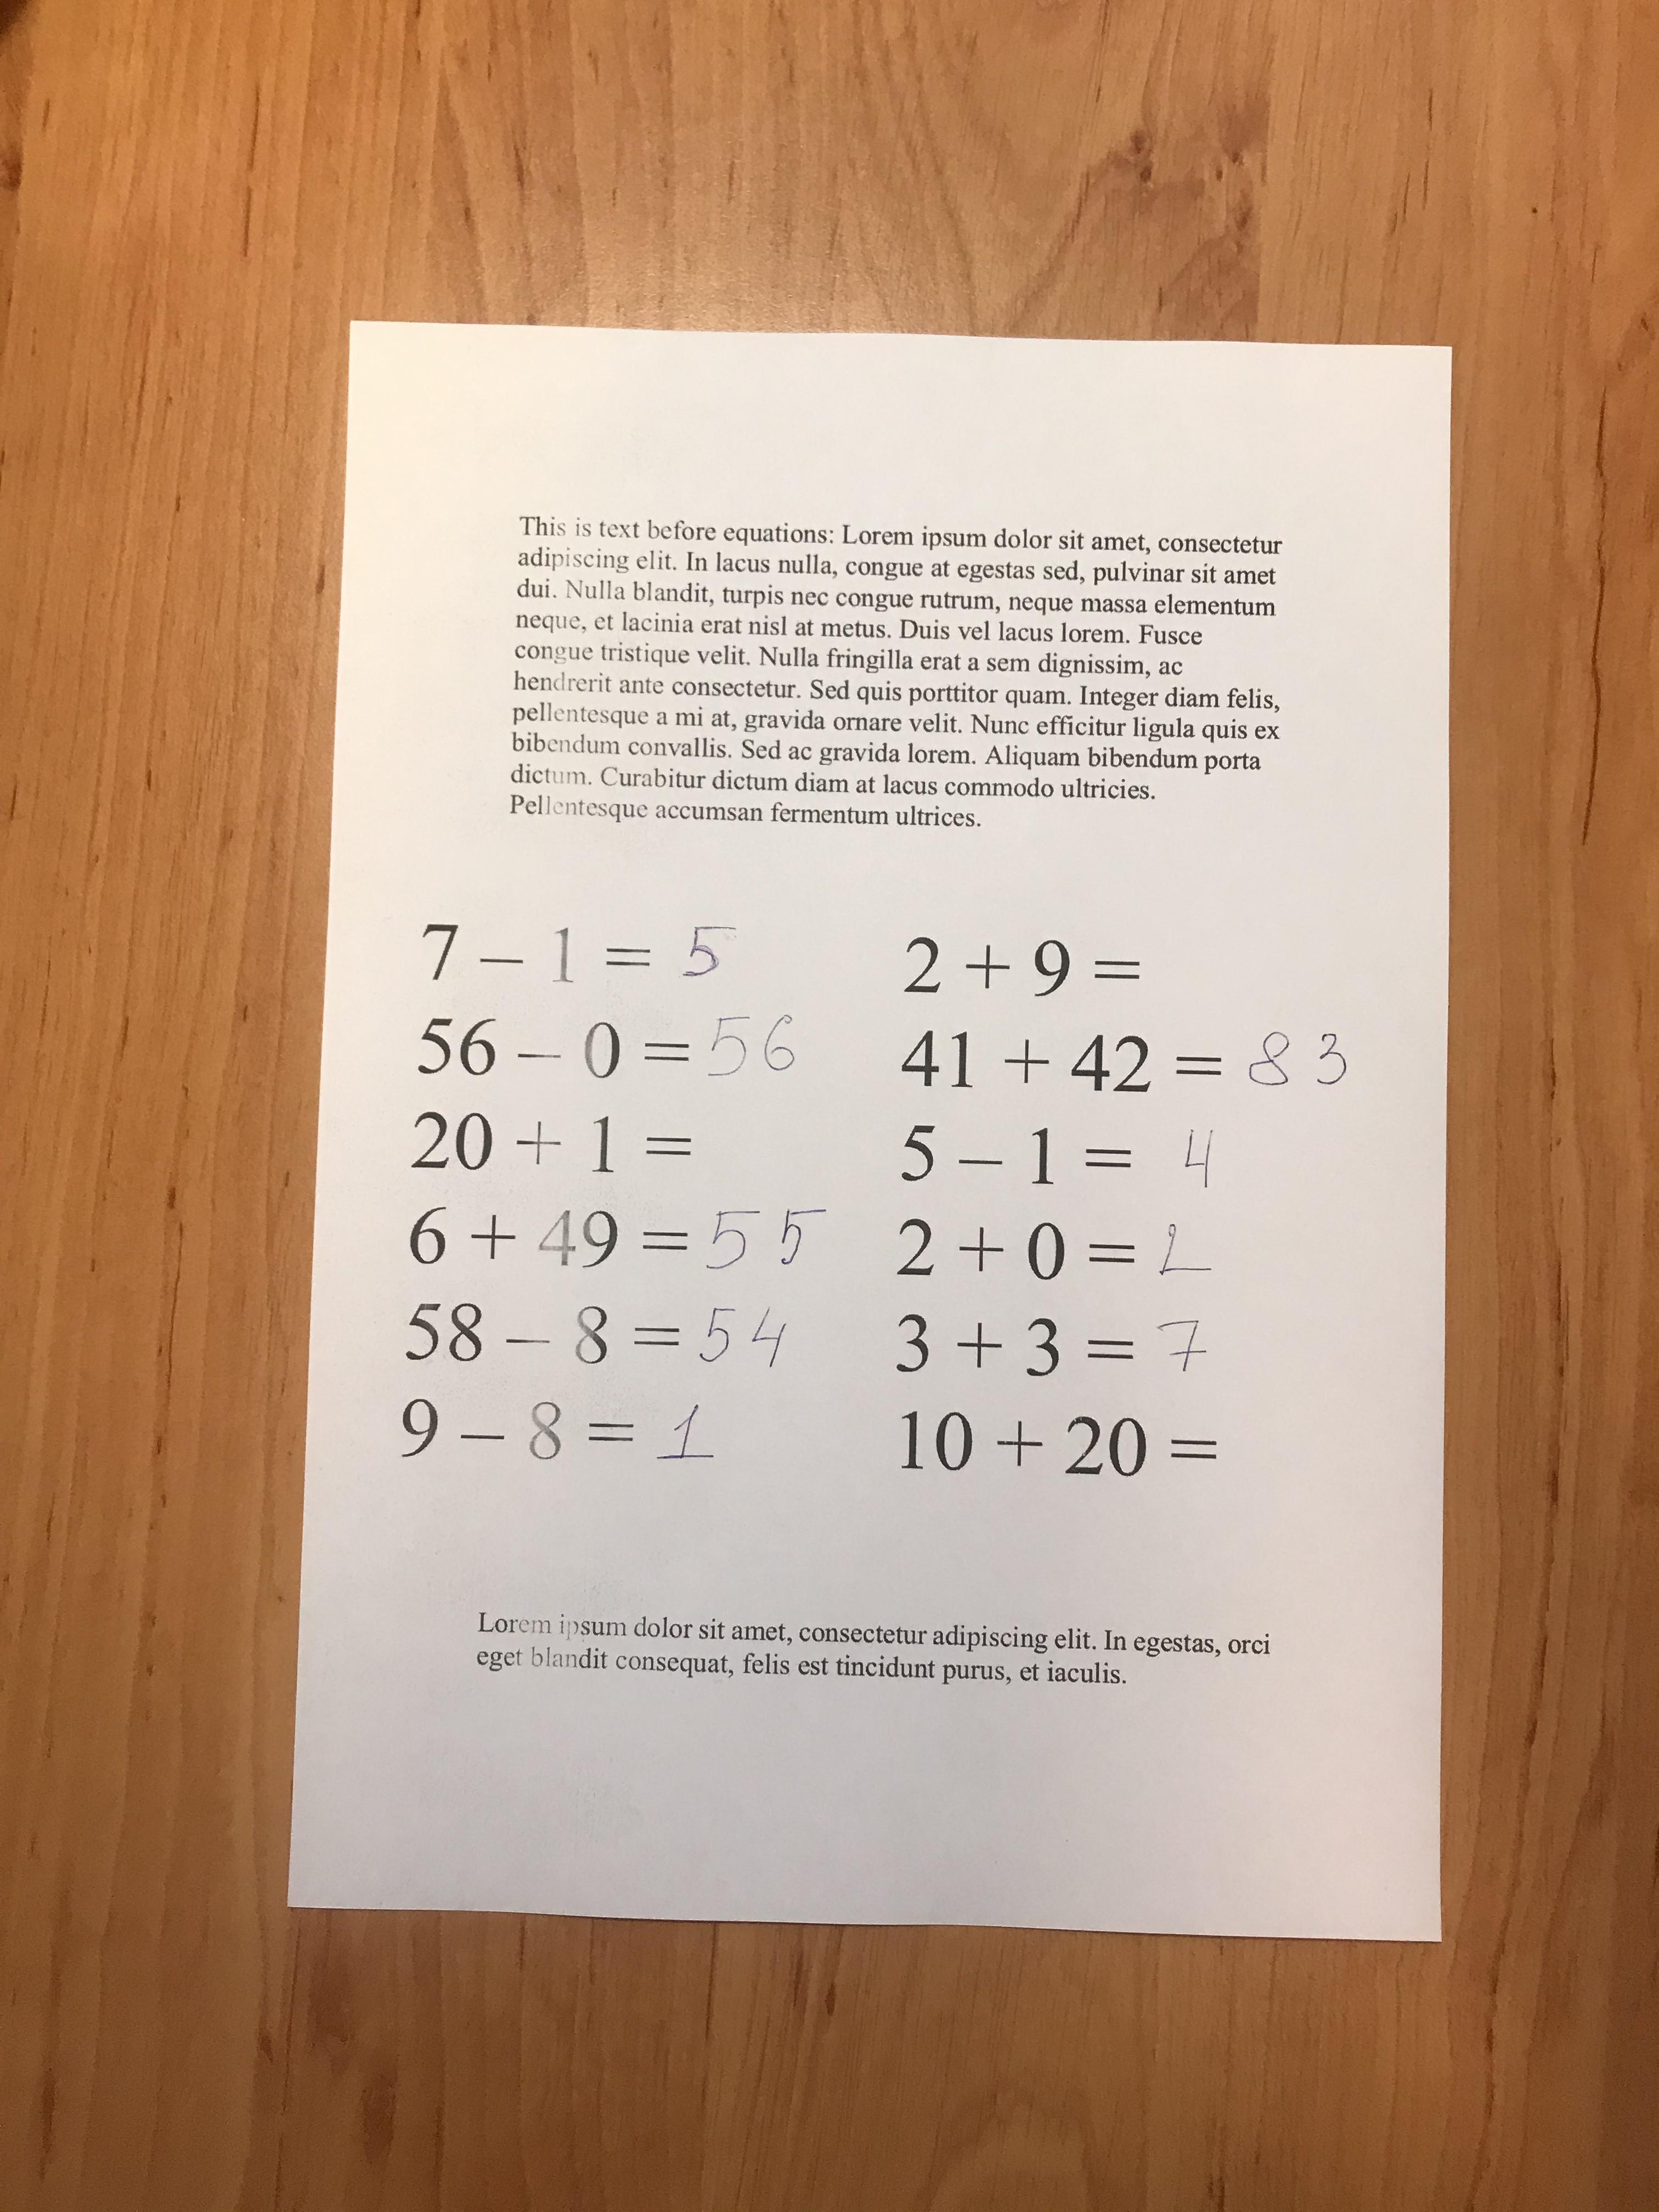 This is text before equations: Lorem ipsum dolor sit amet, consectetur
adipiscing elit. In lacus nulla, congue at egestas sed, pulvinar sit amet
dui. Nulla blandit, turpis nec congue rutrum, neque massa elementum
neque, et lacinia erat nisl at metus. Duis vel lacus lorem. Fusce
congue tristique velit. Nulla fringilla erat a sem dignissim, ac
hendrerit ante consectetur. Sed quis porttitor quam. Integer diam felis,
pellentesque a mi at, gravida ornare velit. Nunc efficitur ligula quis ex
bibendum convallis. Sed ac gravida lorem. Aliquam bibendum porta
dictum. Curabitur dictum diam at lacus commodo ultricies.
Pellentesque accumsan fermentum ultrices.
7 – 1 = 5
56 – 0 = 56
20 + 1 =
6 + 49 = 55
58 – 8 = 54
9 – 8 = 1
2 + 9 =
41 + 42 = 83
5 – 1 = 4
2 + 0 = 2
3 + 3 = 7
10 + 20 =
Lorem ipsum dolor sit amet, consectetur adipiscing elit. In egestas, orci
eget blandit consequat, felis est tincidunt purus, et iaculis.